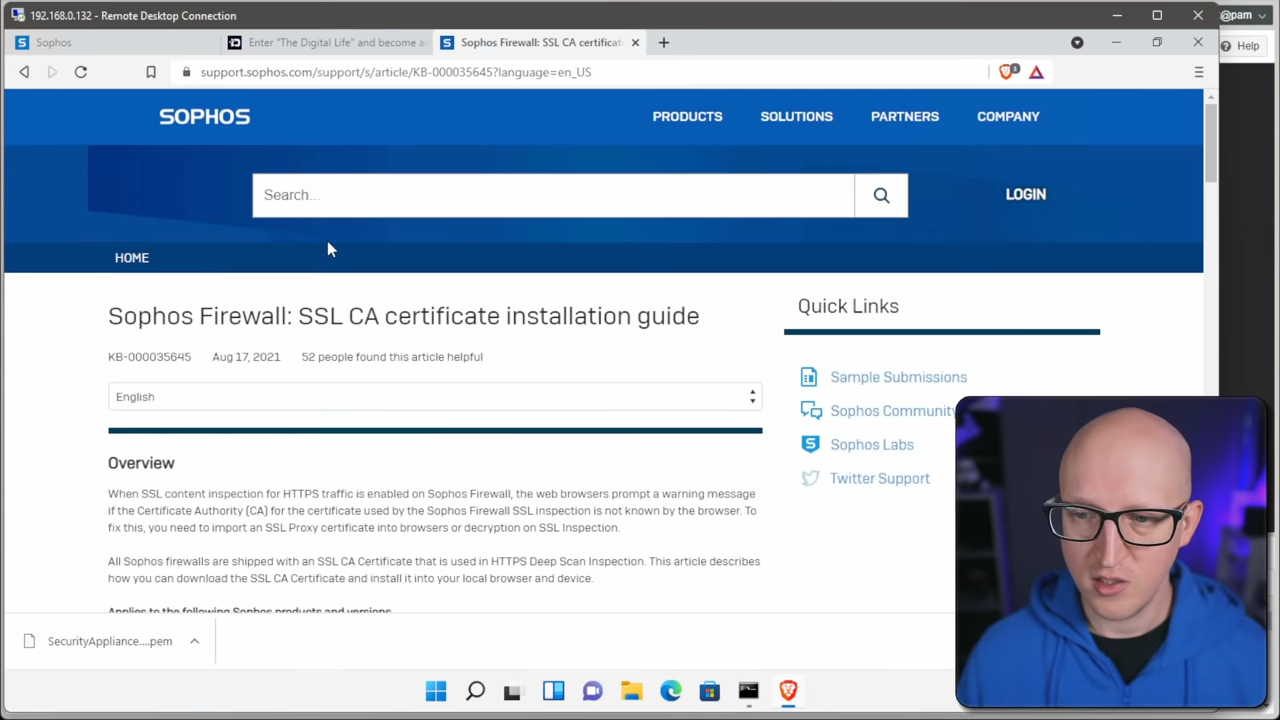 192.168.0.132 - Remote Desktop Connection
@pam
Sophos
Enter "The Digital Life" and become a
Sophos Firewall: SSL CA certificat
Help
support.sophos.com/support/s/article/KB-000035645?language=en_US
SOPHOS
PRODUCTS
SOLUTIONS
PARTNERS
COMPANY
Search...
LOGIN
HOME
Sophos Firewall: SSL CA certificate installation guide
KB-000035645
Aug 17, 2021
52 people found this article helpful
English
Quick Links
Sample Submissions
Sophos Community
Sophos Labs
Twitter Support
Overview
When SSL content inspection for HTTPS traffic is enabled on Sophos Firewall, the web browsers prompt a warning message
if the Certificate Authority (CA) for the certificate used by the Sophos Firewall SSL inspection is not known by the browser. To
fix this, you need to import an SSL Proxy certificate into browsers or decryption on SSL Inspection.
All Sophos firewalls are shipped with an SSL CA Certificate that is used in HTTPS Deep Scan Inspection. This article describes
how you can download the SSL CA Certificate and install it into your local browser and device.
Applies to the following Sophos products and versions
SecurityAppliance....pem